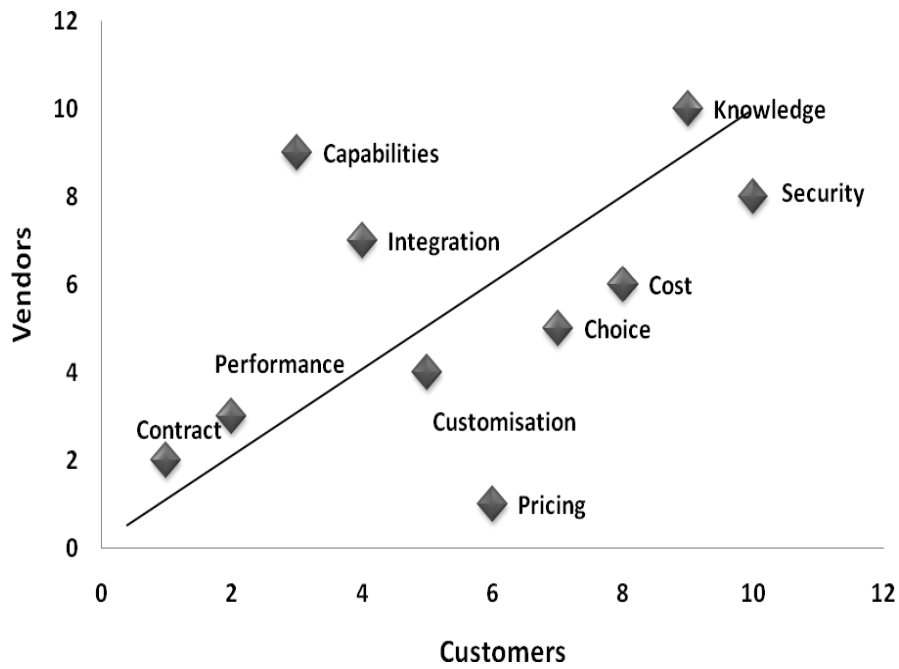 12
10
8
6
4
2
0
Vendors
Knowledge
Capabilities
Security
Integration
Cost
Choice
Performance
Customisation
Contract
Pricing
0 2 4 6 8 10 12
Customers